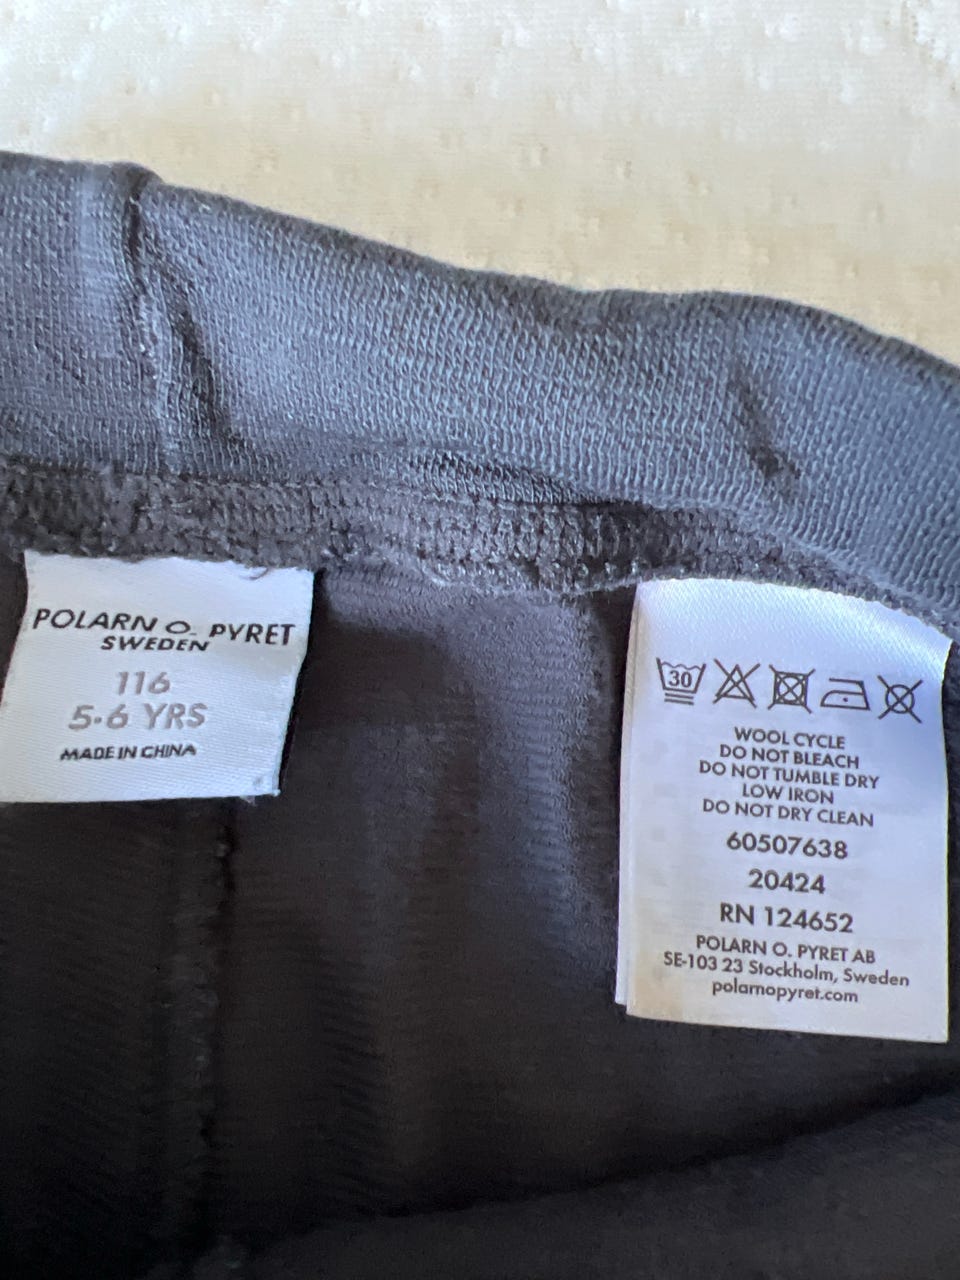 POLARN O. PYRET
SWEDEN
116
5-6 YRS
MADE IN CHINA
30
WOOL CYCLE
DO NOT BLEACH
DO NOT TUMBLE DRY
LOW IRON
DO NOT DRY CLEAN
60507638
20424
RN 124652
POLARN O. PYRET AB
SE-103 23 Stockholm, Sweden
polarnopyret.com